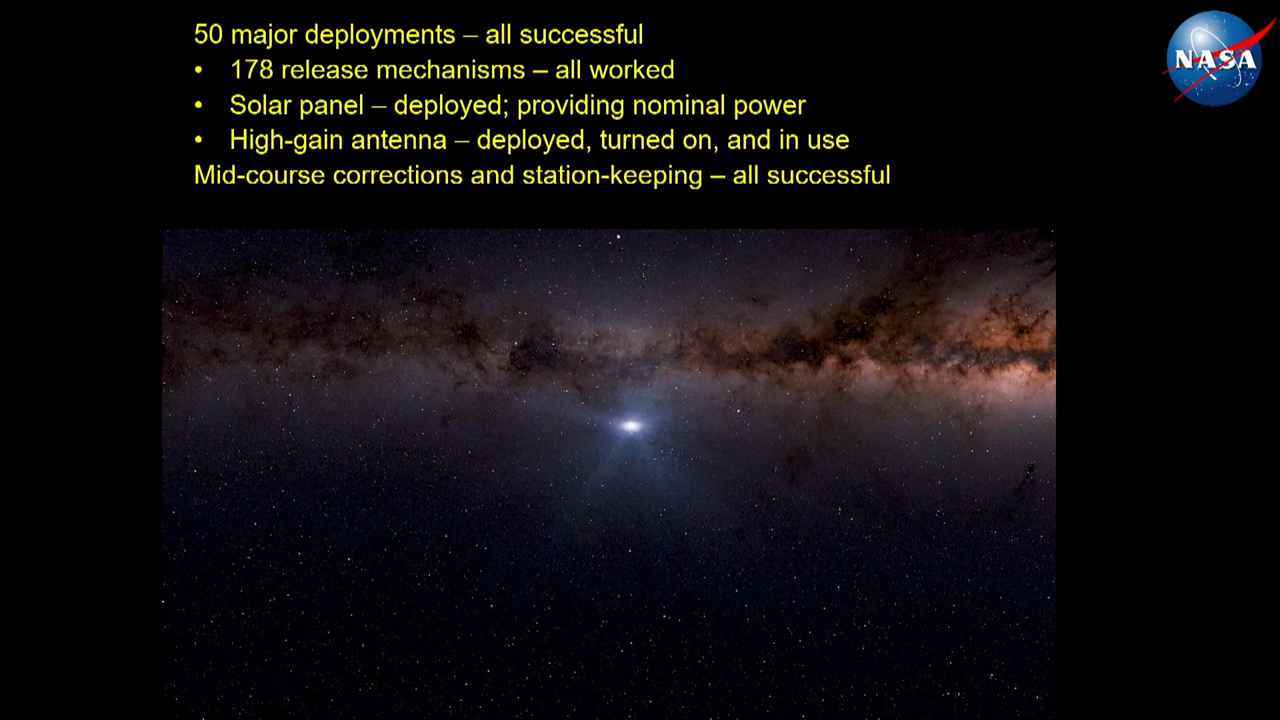 50 major deployments – all successful
• 178 release mechanisms – all worked
• Solar panel – deployed; providing nominal power
• High-gain antenna – deployed, turned on, and in use
Mid-course corrections and station-keeping – all successful
NASA